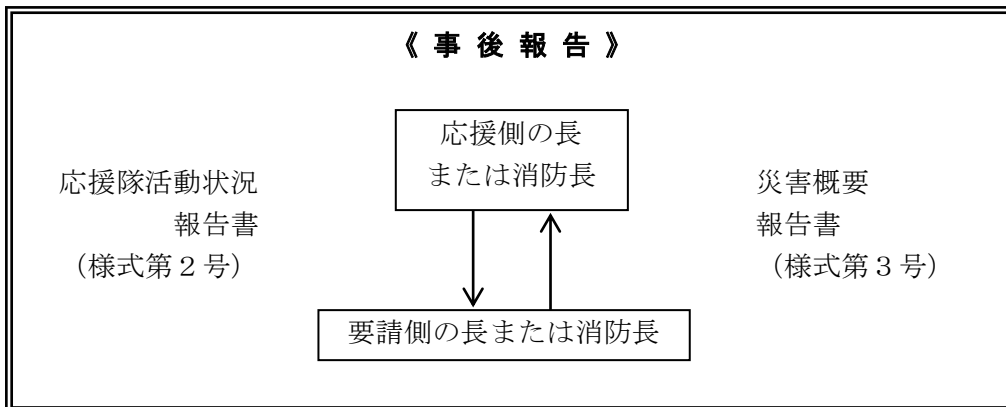 《 事 後 報 告 》
応援側の長
または消防長
応援隊活動状況
報告書
（様式第２号）
災害概要
報告書
（様式第３号）
要請側の長または消防長